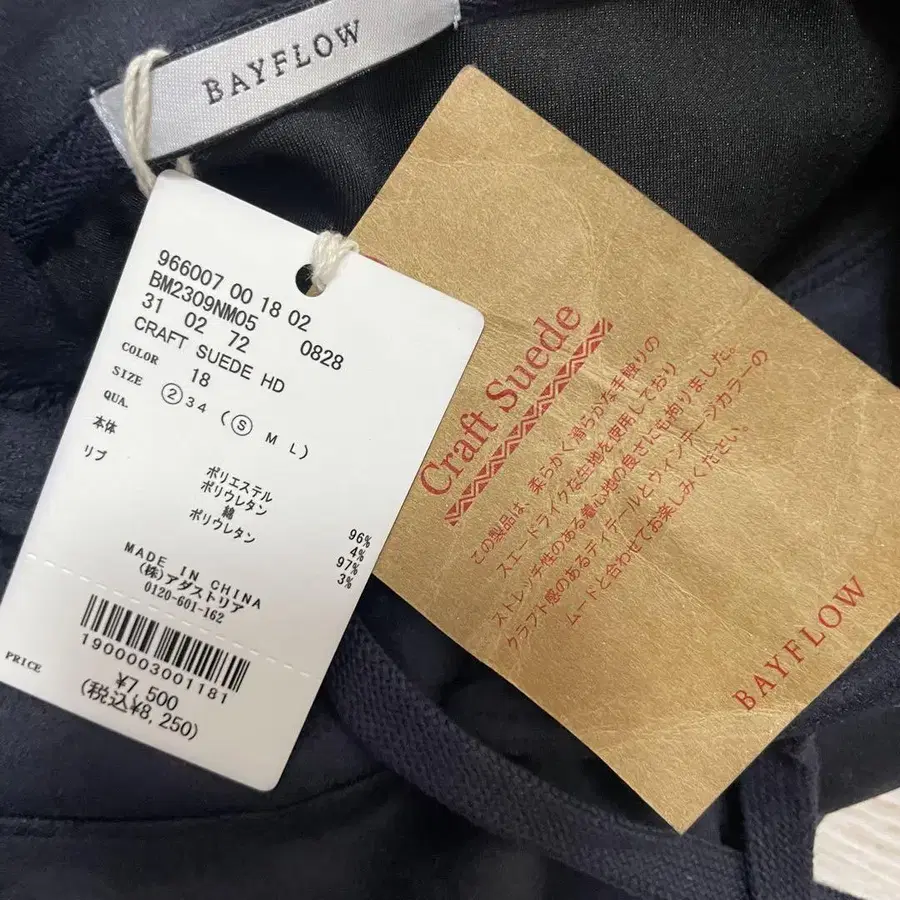 BAYFLOW
966007 00 18 02
BM2309NM05
31 02 72 0828
CRAFT SUEDE HD
COLOR 18
SIZE ②34 (Ⓢ M L)
QUA.
本体 ポリエステル 96%
ポリウレタン 4%
リブ 綿 97%
ポリウレタン 3%
MADE IN CHINA
(株)アダストリア
0120-601-162
1900003001181
PRICE ¥7,500
(税込¥8,250)
Craft Suede
この製品は、柔らかく滑らかな手触りの
スエードライクな生地を使用しており
ストレッチ性のある着心地の良さにも拘りました。
クラフト感のあるディテールとヴィンテージカラーの
ムードと合わせてお楽しみください。
BAYFLOW